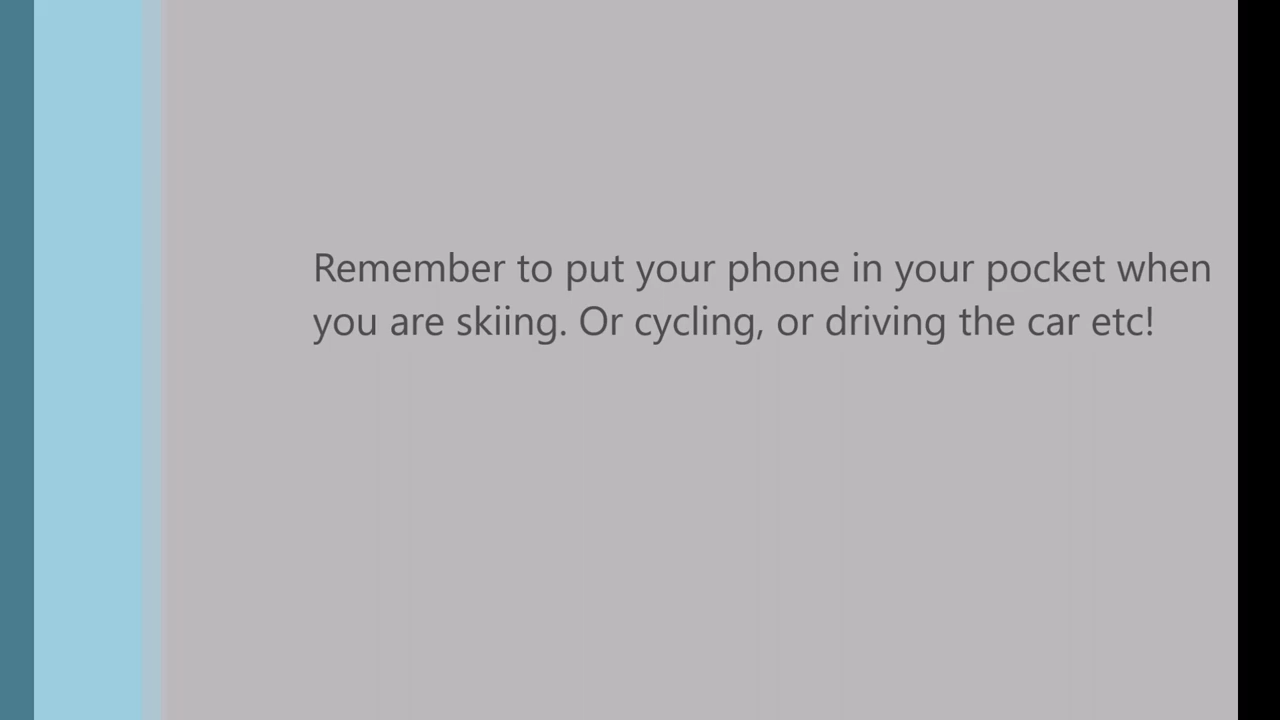 Remember to put your phone in your pocket when
you are skiing. Or cycling, or driving the car etc!